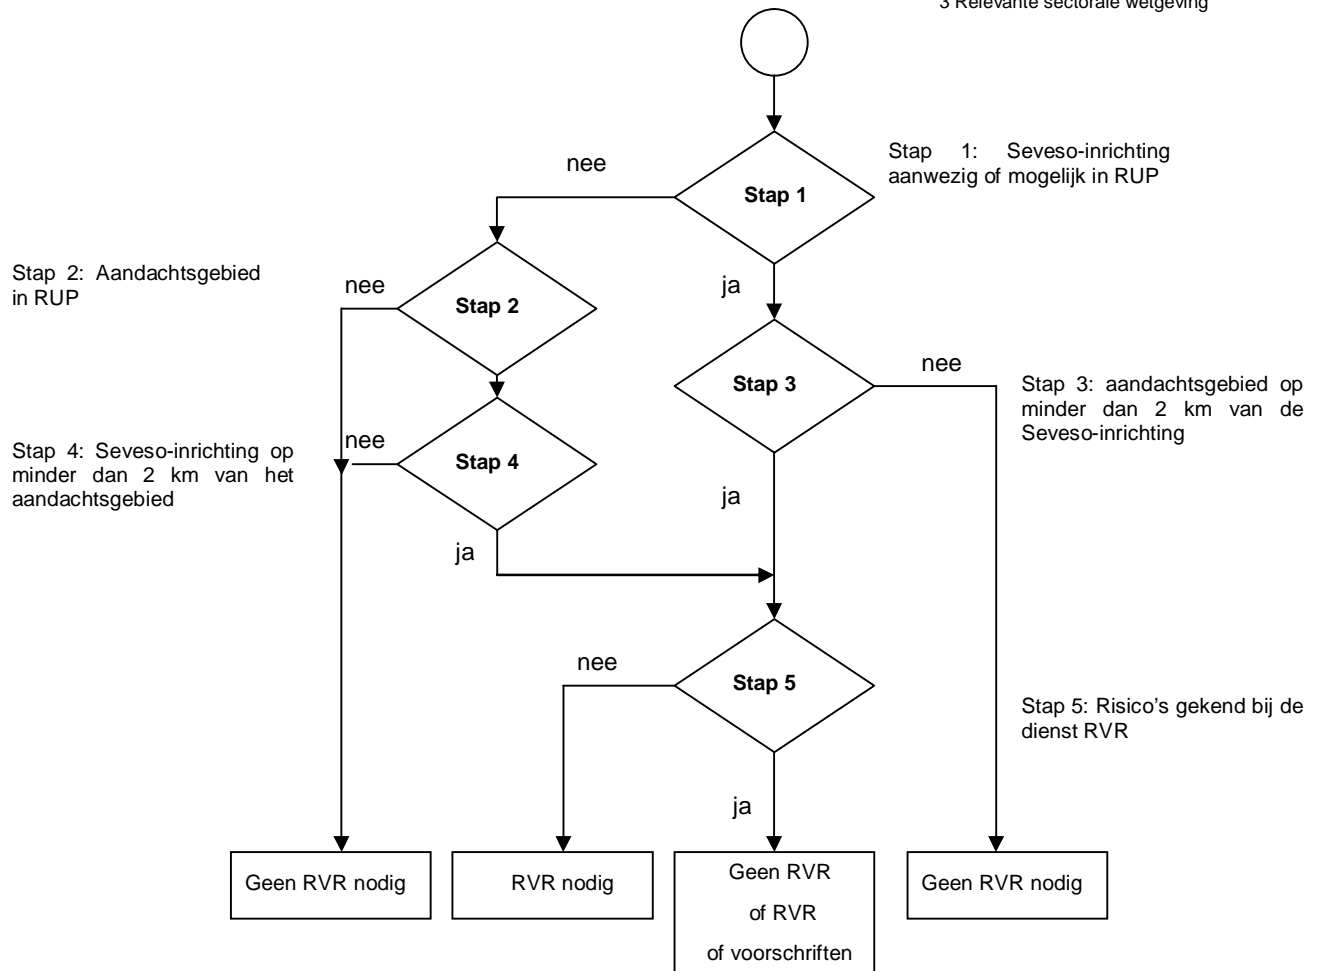 3 Relevante sectorale wetgeving
Stap 1: Seveso-inrichting
aanwezig of mogelijk in RUP
nee
Stap 1
Stap 2: Aandachtsgebied
in RUP
nee
Stap 2
ja
Stap 3
nee
Stap 3: aandachtsgebied op
minder dan 2 km van de
Seveso-inrichting
Stap 4: Seveso-inrichting op
minder dan 2 km van het
aandachtsgebied
nee
Stap 4
ja
ja
nee
Stap 5
Stap 5: Risico's gekend bij de
dienst RVR
ja
Geen RVR nodig
RVR nodig
Geen RVR
of RVR
of voorschriften
Geen RVR nodig